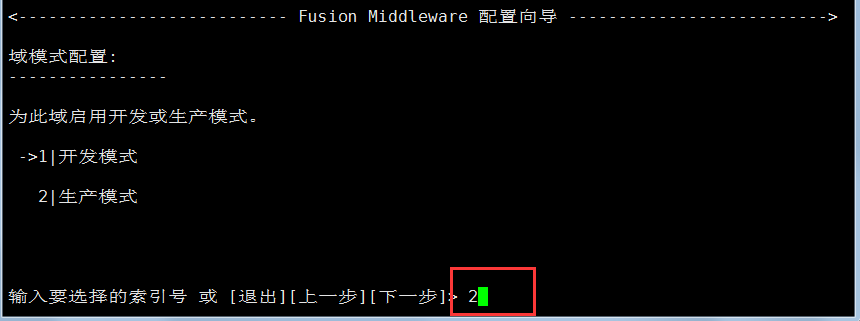 <--------------------------- Fusion Middleware 配置向导 -------------------------->
域模式配置:
----------------
为此域启用开发或生产模式。
->1|开发模式
2|生产模式
输入要选择的索引号 或 [退出][上一步][下一步]> 2